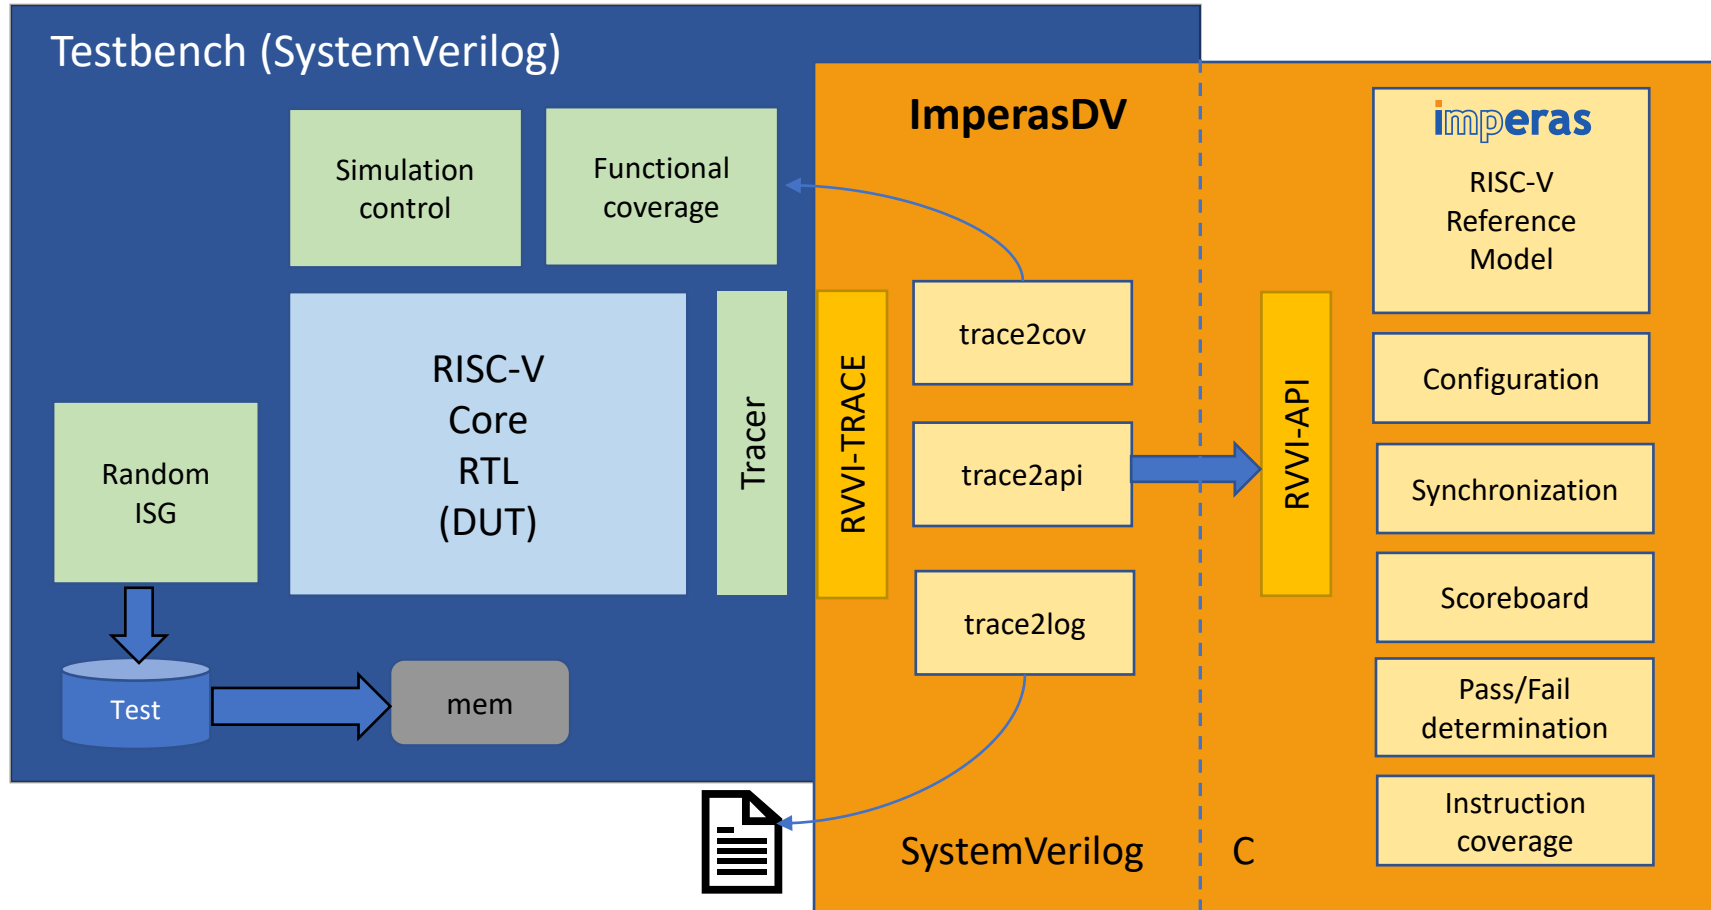 Testbench (SystemVerilog)
Simulation
control
Functional
coverage
RISC-V
Core
RTL
(DUT)
Tracer
Random
ISG
Test
mem
ImperasDV
RVVI-TRACE
trace2cov
trace2api
trace2log
SystemVerilog
C
RVVI-API
imperas
RISC-V
Reference
Model
Configuration
Synchronization
Scoreboard
Pass/Fail
determination
Instruction
coverage